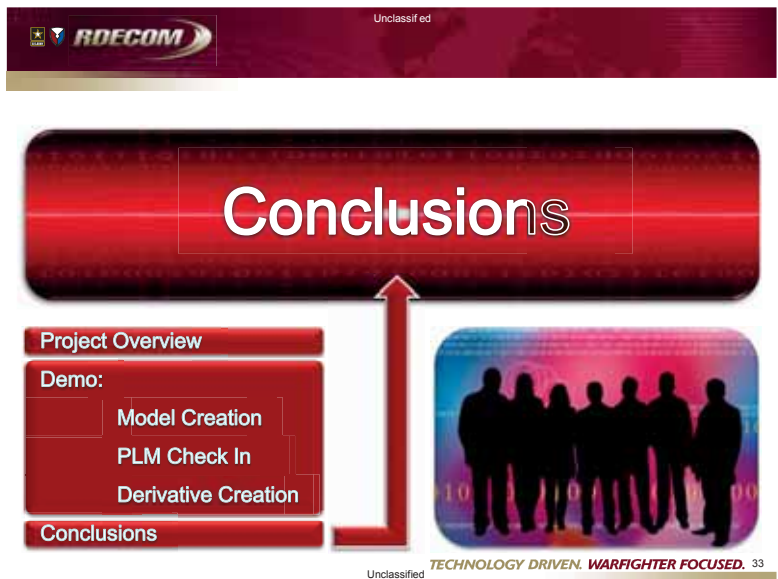 Unclassif ed
RDECOM
Conclusions
Project Overview
Demo:
Model Creation
PLM Check In
Derivative Creation
Conclusions
TECHNOLOGY DRIVEN. WARFIGHTER FOCUSED. 33
Unclassified